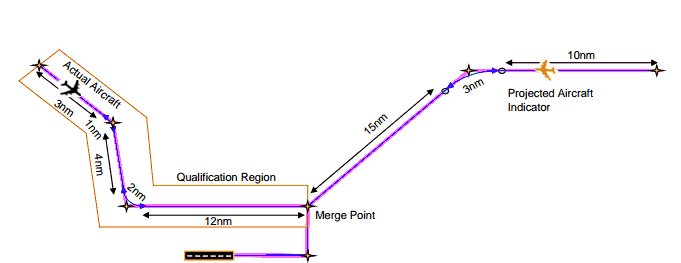 10nm
Actual Aircraft
3nm
3nm
Projected Aircraft
Indicator
1nm
15nm
4nm
Qualification Region
2nm
12nm
Merge Point